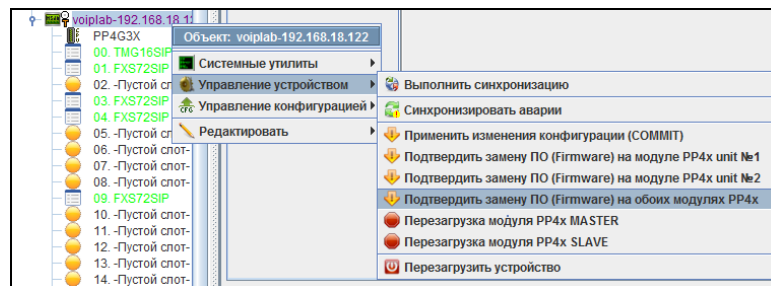 voiplab-192.168.18.1
PP4G3X
00. TMG16SIP
01. FXS72SIP
02. -Пустой сл
03. FXS72SIP
04. FXS72SIP
05. -Пустой слот-
06. -Пустой слот-
07. -Пустой слот-
08. -Пустой слот-
09. FXS72SIP
10. -Пустой слот-
11. -Пустой слот-
12. -Пустой слот-
13. -Пустой слот-
14. -Пустой слот-
Объект: voiplab-192.168.18.122
Системные утилиты
Управление устройством
Управление конфигурацией
Редактировать
Выполнить синхронизацию
Синхронизировать аварии
Применить изменения конфигурации (COMMIT)
Подтвердить замену ПО (Firmware) на модуле PP4x unit №1
Подтвердить замену ПО (Firmware) на модуле PP4x unit №2
Подтвердить замену ПО (Firmware) на обоих модулях PP4x
Перезагрузка модуля PP4x MASTER
Перезагрузка модуля PP4x SLAVE
Перезагрузить устройство